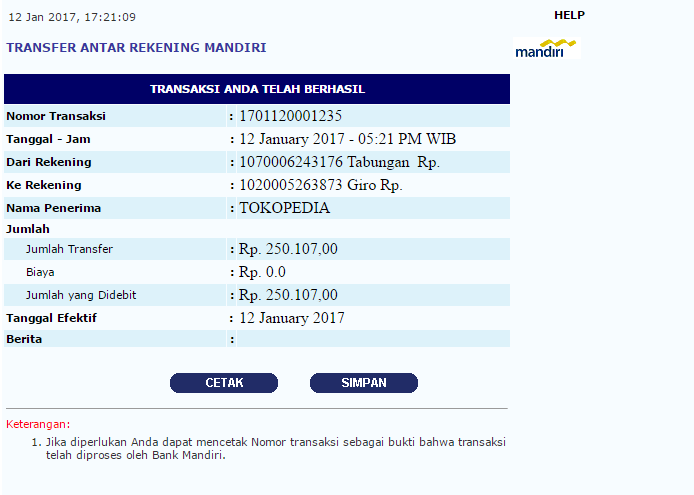 12 Jan 2017, 17:21:09 HELP
TRANSFER ANTAR REKENING MANDIRI mandiri
TRANSAKSI ANDA TELAH BERHASIL
Nomor Transaksi : 1701120001235
Tanggal - Jam : 12 January 2017 - 05:21 PM WIB
Dari Rekening : 1070006243176 Tabungan Rp.
Ke Rekening : 1020005263873 Giro Rp.
Nama Penerima : TOKOPEDIA
Jumlah
Jumlah Transfer : Rp. 250.107,00
Biaya : Rp. 0.0
Jumlah yang Didebit : Rp. 250.107,00
Tanggal Efektif : 12 January 2017
Berita :
CETAK SIMPAN
Keterangan:
1. Jika diperlukan Anda dapat mencetak Nomor transaksi sebagai bukti bahwa transaksi
telah diproses oleh Bank Mandiri.